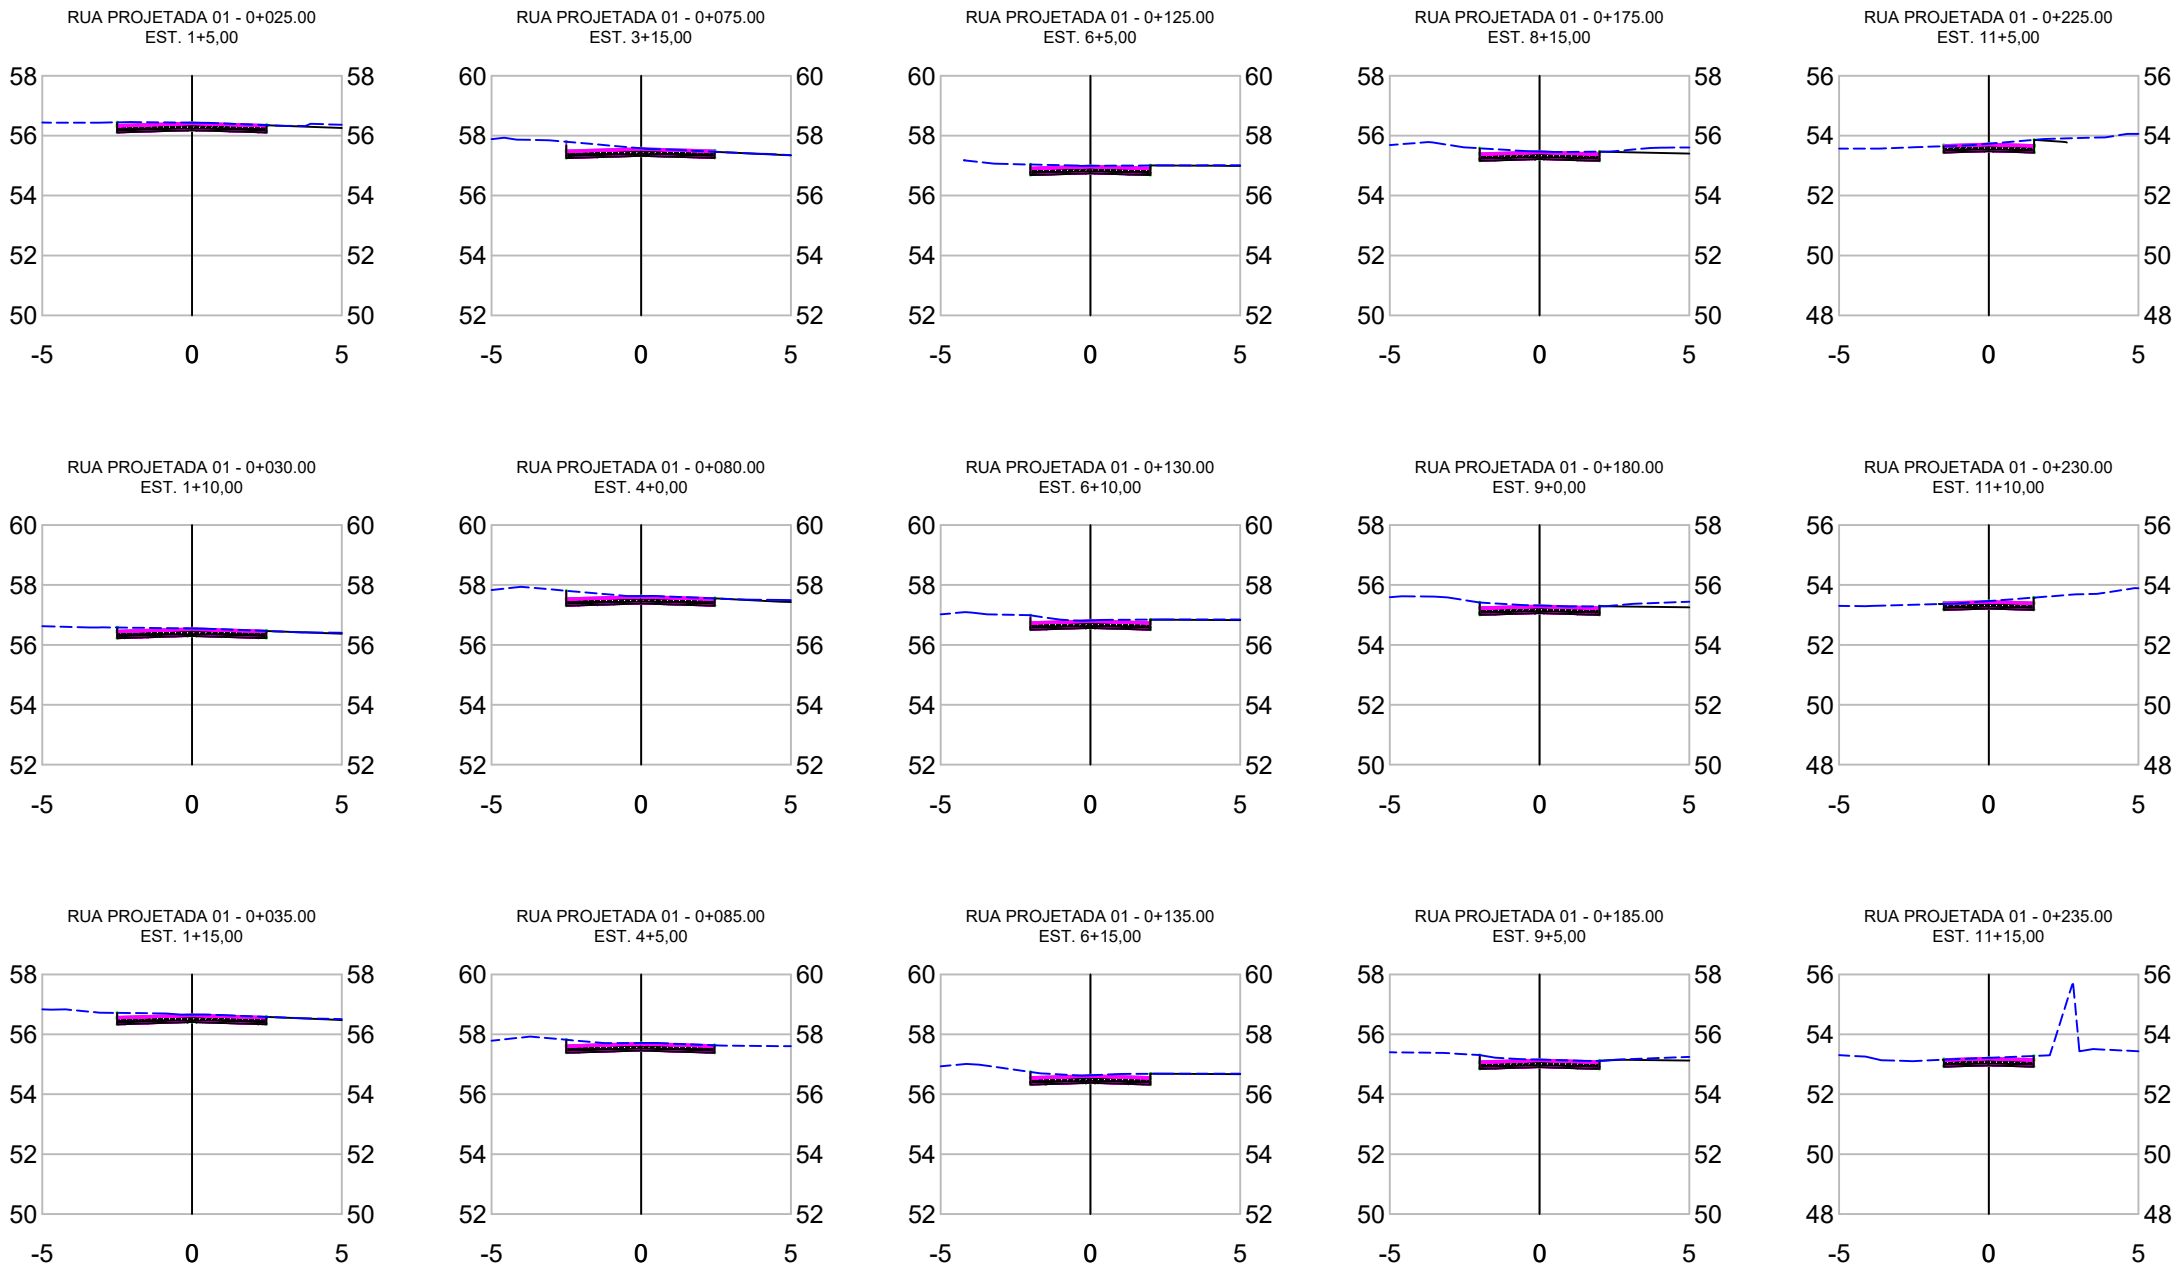 RUA PROJETADA 01 - 0+025.00
EST. 1+5,00
58 58
56 56
54 54
52 52
50 50
-5 0 5
RUA PROJETADA 01 - 0+075.00
EST. 3+15,00
60 60
58 58
56 56
54 54
52 52
-5 0 5
RUA PROJETADA 01 - 0+125.00
EST. 6+5,00
60 60
58 58
56 56
54 54
52 52
-5 0 5
RUA PROJETADA 01 - 0+175.00
EST. 8+15,00
58 58
56 56
54 54
52 52
50 50
-5 0 5
RUA PROJETADA 01 - 0+225.00
EST. 11+5,00
56 56
54 54
52 52
50 50
48 48
-5 0 5
RUA PROJETADA 01 - 0+030.00
EST. 1+10,00
60 60
58 58
56 56
54 54
52 52
-5 0 5
RUA PROJETADA 01 - 0+080.00
EST. 4+0,00
60 60
58 58
56 56
54 54
52 52
-5 0 5
RUA PROJETADA 01 - 0+130.00
EST. 6+10,00
60 60
58 58
56 56
54 54
52 52
-5 0 5
RUA PROJETADA 01 - 0+180.00
EST. 9+0,00
58 58
56 56
54 54
52 52
50 50
-5 0 5
RUA PROJETADA 01 - 0+230.00
EST. 11+10,00
56 56
54 54
52 52
50 50
48 48
-5 0 5
RUA PROJETADA 01 - 0+035.00
EST. 1+15,00
58 58
56 56
54 54
52 52
50 50
-5 0 5
RUA PROJETADA 01 - 0+085.00
EST. 4+5,00
60 60
58 58
56 56
54 54
52 52
-5 0 5
RUA PROJETADA 01 - 0+135.00
EST. 6+15,00
60 60
58 58
56 56
54 54
52 52
-5 0 5
RUA PROJETADA 01 - 0+185.00
EST. 9+5,00
58 58
56 56
54 54
52 52
50 50
-5 0 5
RUA PROJETADA 01 - 0+235.00
EST. 11+15,00
56 56
54 54
52 52
50 50
48 48
-5 0 5